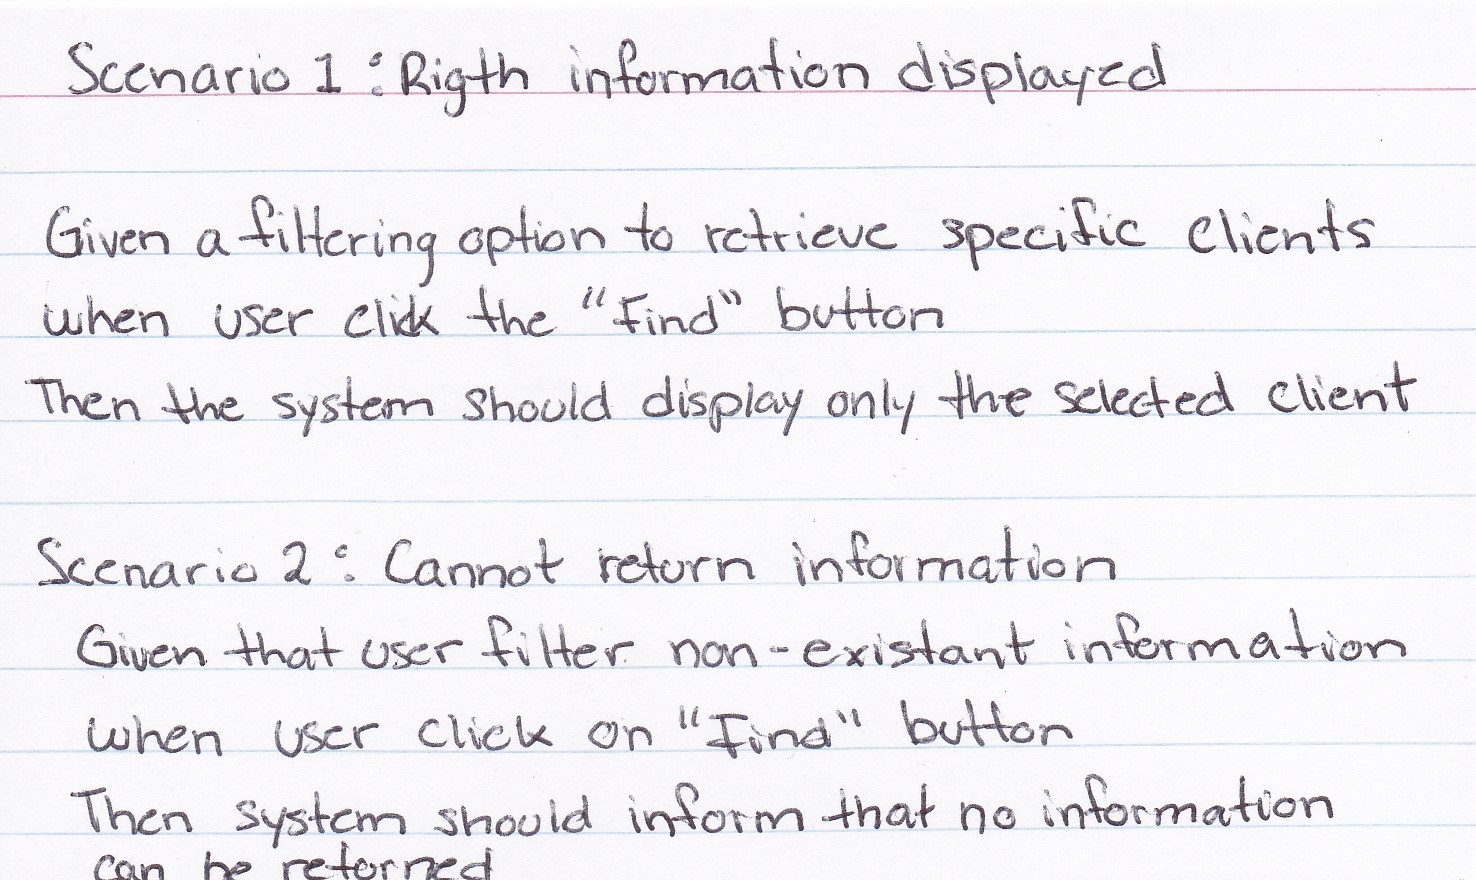 Scenario 1: Rigth information displayed
Given a filtering option to retrieve specific clients
when user click the "Find" button
Then the system should display only the selected client
Scenario 2: Cannot return information
Given that user filter non-existant information
when user click on "Find" button
Then system should inform that no information
can be returned